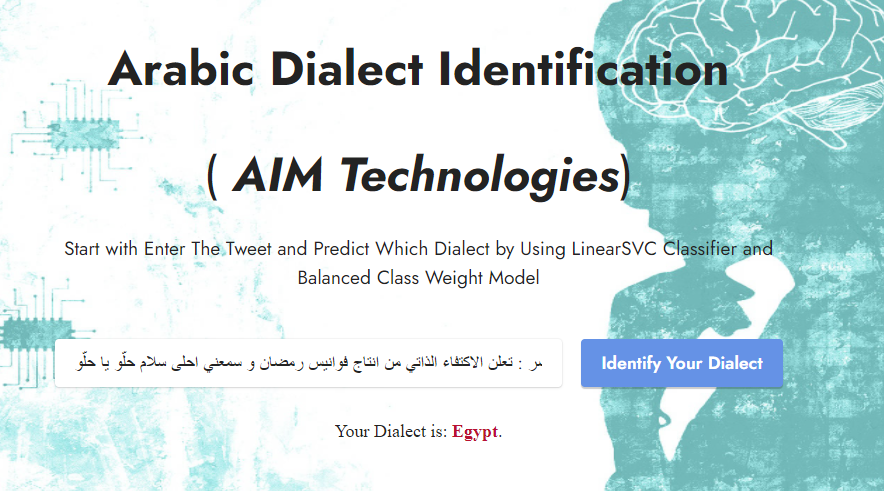 Arabic Dialect Identification
( AIM Technologies)
Start with Enter The Tweet and Predict Which Dialect by Using LinearSVC Classifier and
Balanced Class Weight Model
: تعلن الاكتفاء الذاتي من انتاج فوانيس رمضان و سمعني احلى سلام حلّو يا حلّو
Identify Your Dialect
Your Dialect is: Egypt.